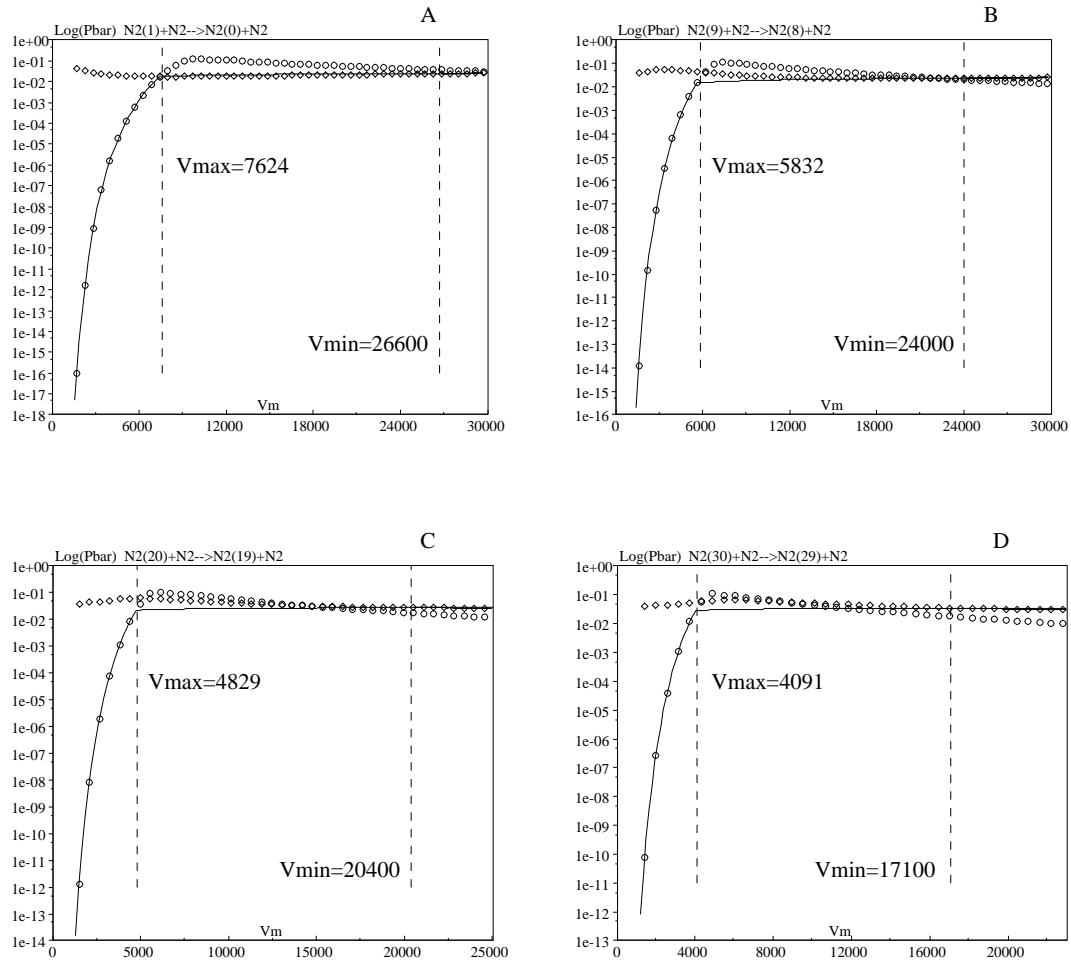 A
Log(Pbar) N2(1)+N2-->N2(0)+N2
1e+00
1e-01
1e-02
1e-03
1e-04
1e-05
1e-06
1e-07
1e-08
1e-09
1e-10
1e-11
1e-12
1e-13
1e-14
1e-15
1e-16
1e-17
1e-18
Vmax=7624
Vmin=26600
Vm
0 6000 12000 18000 24000 30000
B
Log(Pbar) N2(9)+N2-->N2(8)+N2
1e+00
1e-01
1e-02
1e-03
1e-04
1e-05
1e-06
1e-07
1e-08
1e-09
1e-10
1e-11
1e-12
1e-13
1e-14
1e-15
1e-16
Vmax=5832
Vmin=24000
Vm
0 6000 12000 18000 24000 30000
C
Log(Pbar) N2(20)+N2-->N2(19)+N2
1e+00
1e-01
1e-02
1e-03
1e-04
1e-05
1e-06
1e-07
1e-08
1e-09
1e-10
1e-11
1e-12
1e-13
1e-14
Vmax=4829
Vmin=20400
Vm
0 5000 10000 15000 20000 25000
D
Log(Pbar) N2(30)+N2-->N2(29)+N2
1e+00
1e-01
1e-02
1e-03
1e-04
1e-05
1e-06
1e-07
1e-08
1e-09
1e-10
1e-11
1e-12
1e-13
Vmax=4091
Vmin=17100
Vm
0 4000 8000 12000 16000 20000